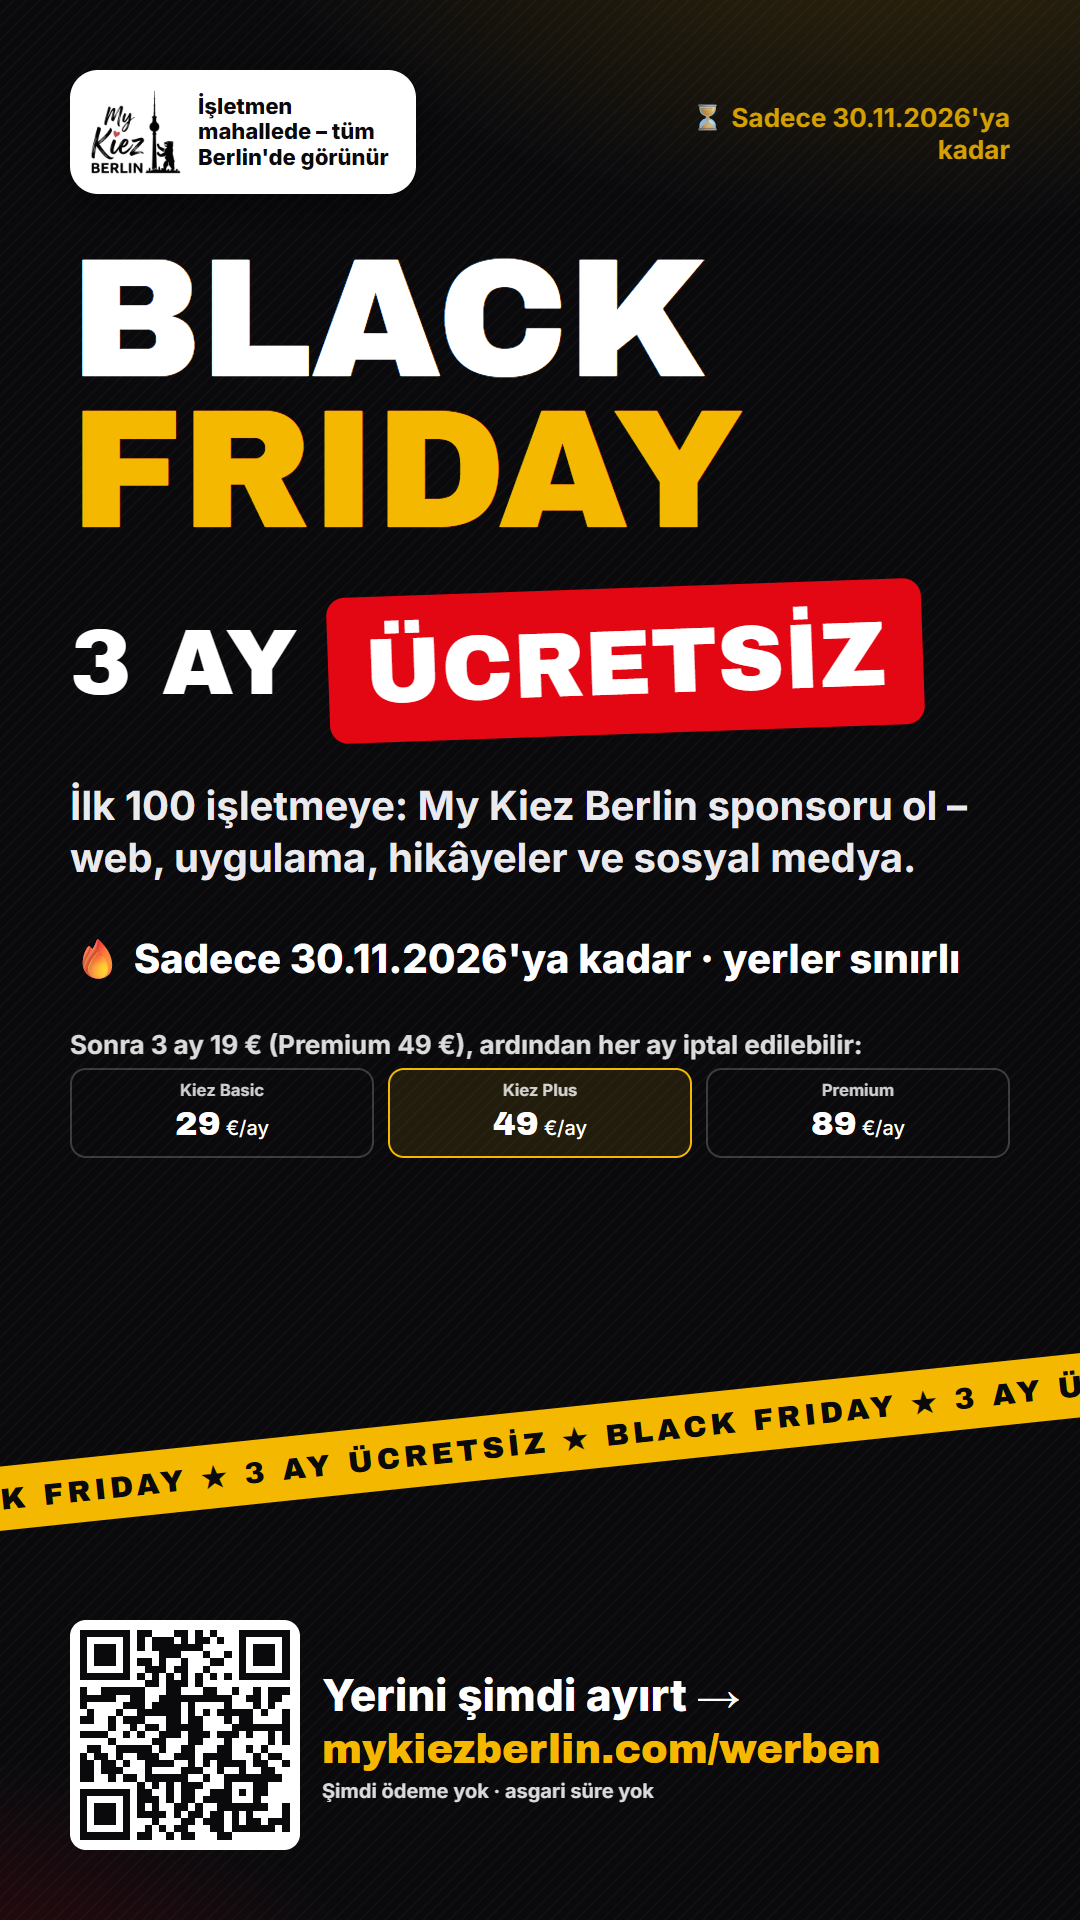 My
Kiez
BERLIN
İşletmen
mahallede – tüm
Berlin'de görünür
⏳ Sadece 30.11.2026'ya
kadar
BLACK
FRIDAY
3 AY ÜCRETSİZ
İlk 100 işletmeye: My Kiez Berlin sponsoru ol –
web, uygulama, hikâyeler ve sosyal medya.
🔥 Sadece 30.11.2026'ya kadar · yerler sınırlı
Sonra 3 ay 19 € (Premium 49 €), ardından her ay iptal edilebilir:
Kiez Basic
29 €/ay
Kiez Plus
49 €/ay
Premium
89 €/ay
K FRIDAY ★ 3 AY ÜCRETSİZ ★ BLACK FRIDAY ★ 3 AY Ü
Yerini şimdi ayırt →
mykiezberlin.com/werben
Şimdi ödeme yok · asgari süre yok